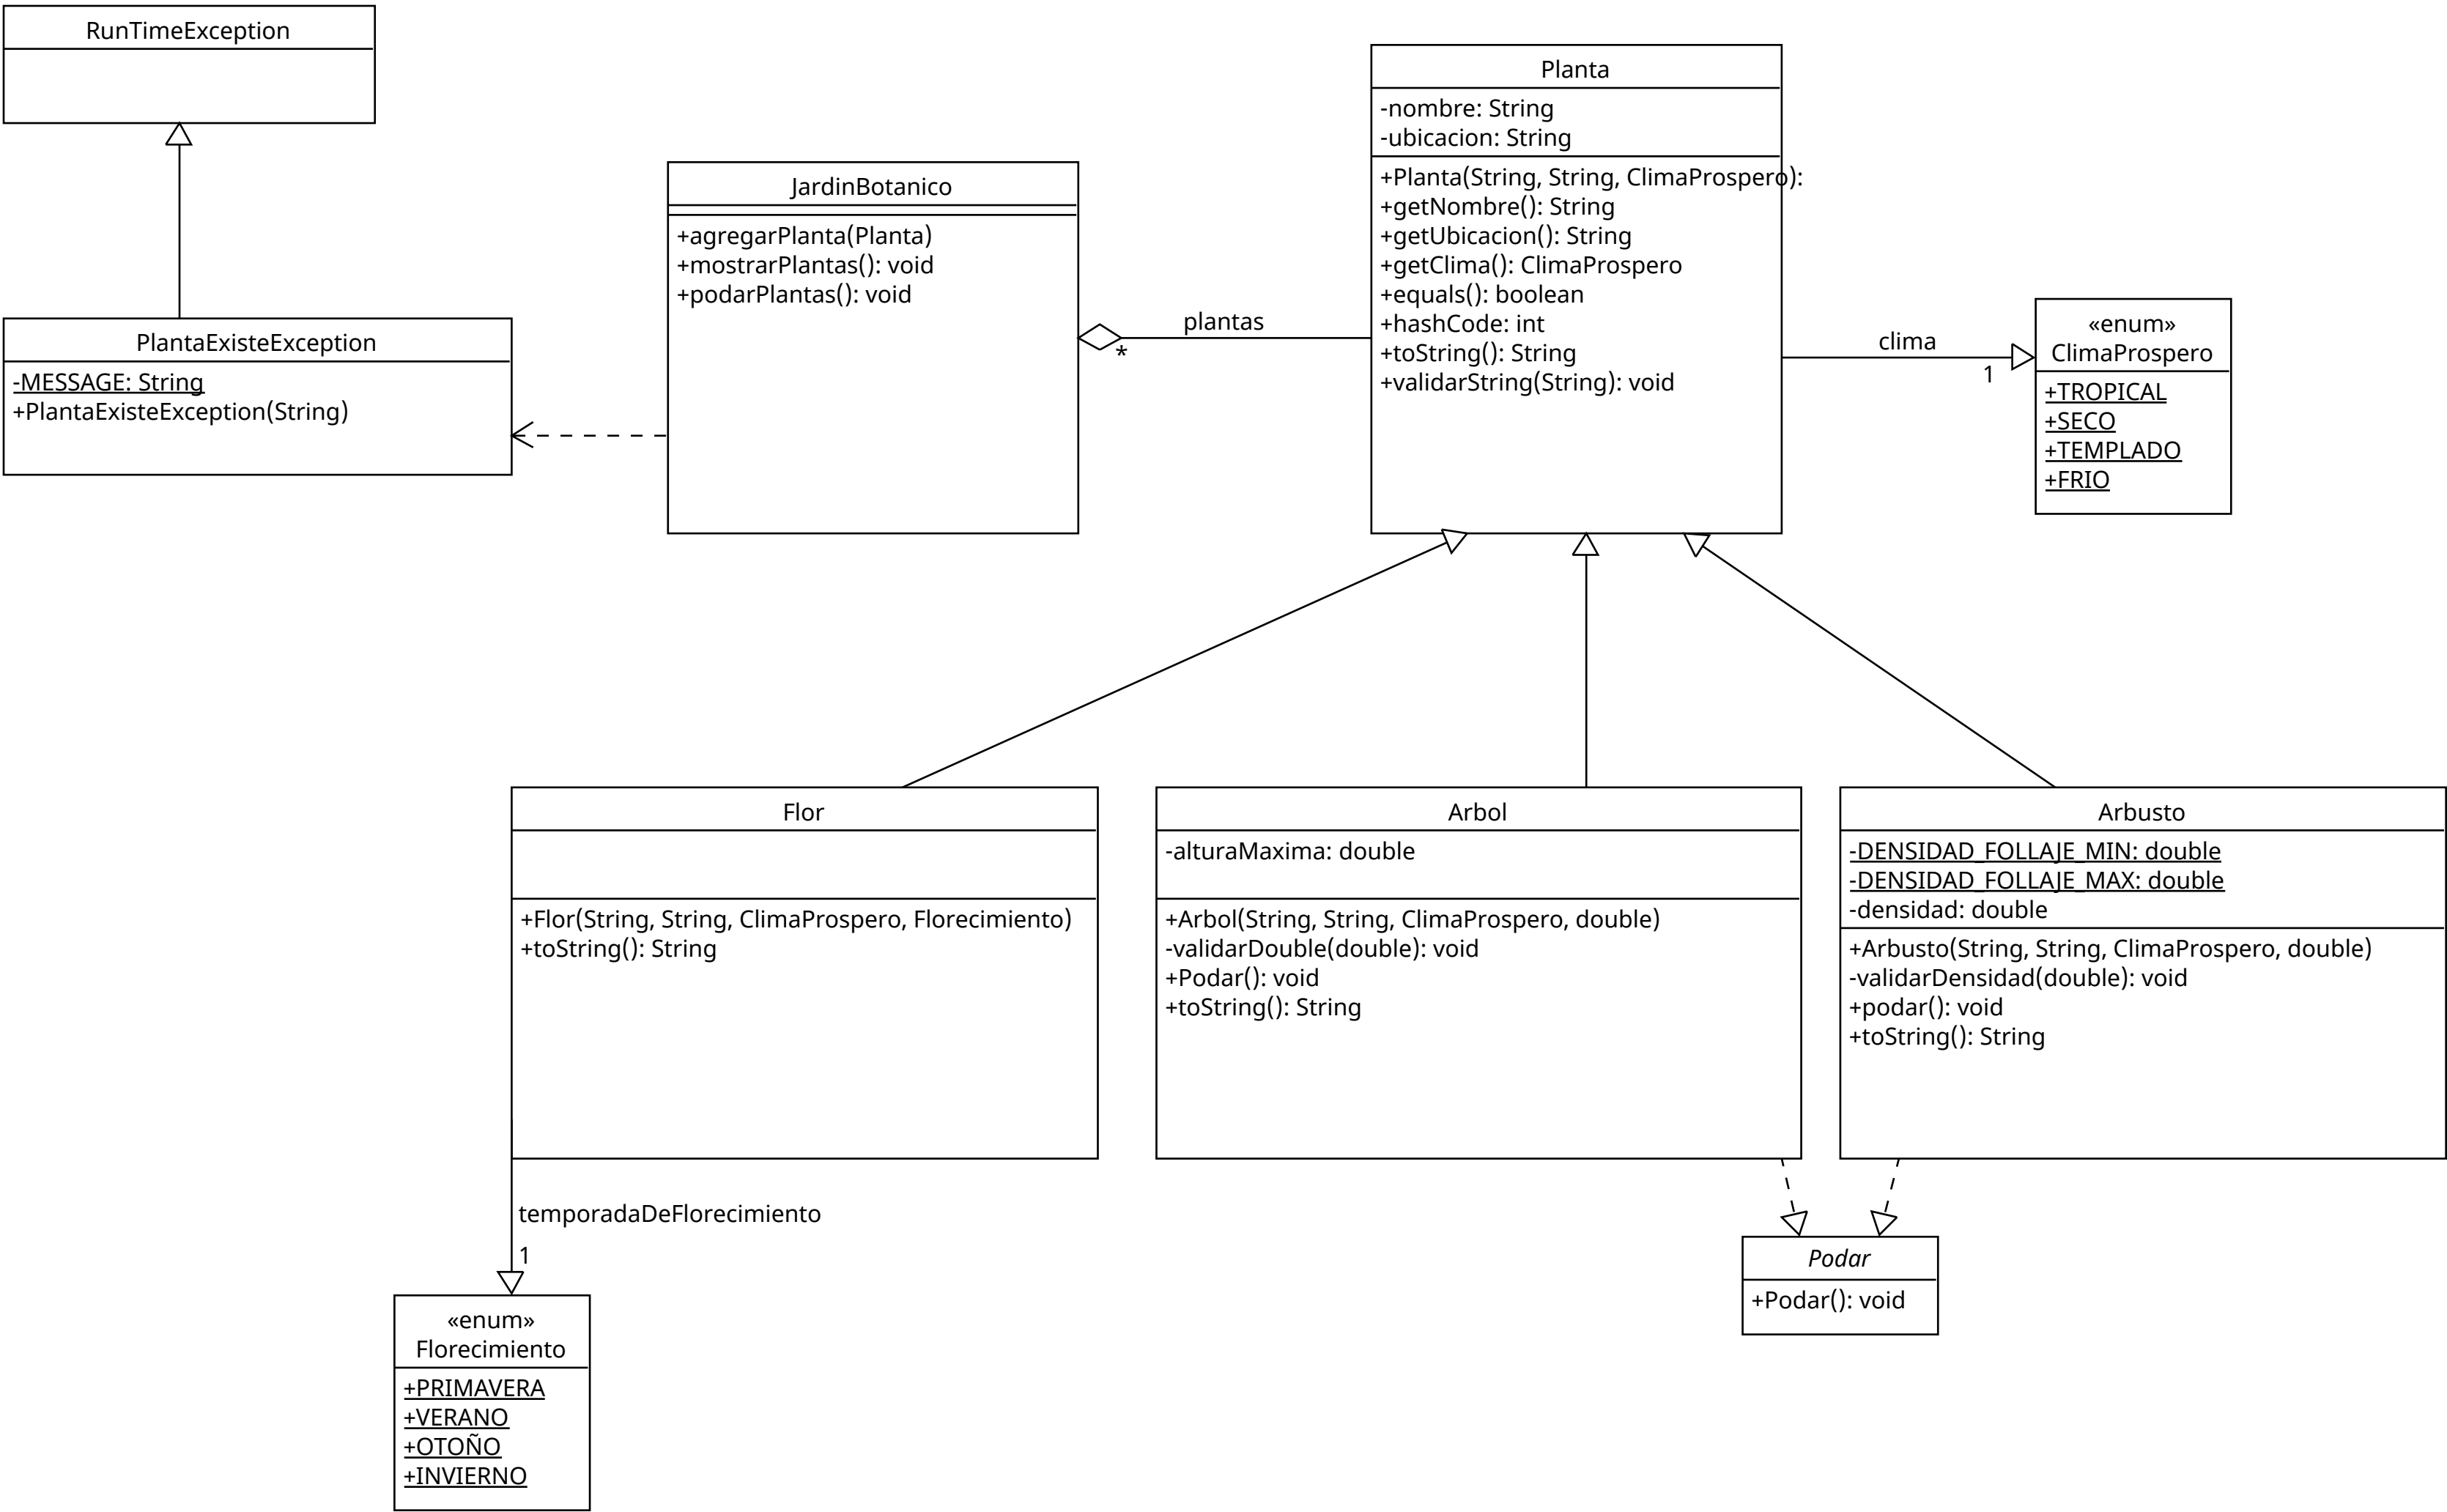 RunTimeException
PlantaExisteException
-MESSAGE: String
+PlantaExisteException(String)
JardinBotanico
+agregarPlanta(Planta)
+mostrarPlantas(): void
+podarPlantas(): void
plantas
*
Planta
-nombre: String
-ubicacion: String
+Planta(String, String, ClimaProspero):
+getNombre(): String
+getUbicacion(): String
+getClima(): ClimaProspero
+equals(): boolean
+hashCode: int
+toString(): String
+validarString(String): void
clima
1
«enum»
ClimaProspero
+TROPICAL
+SECO
+TEMPLADO
+FRIO
Flor
+Flor(String, String, ClimaProspero, Florecimiento)
+toString(): String
Arbol
-alturaMaxima: double
+Arbol(String, String, ClimaProspero, double)
-validarDouble(double): void
+Podar(): void
+toString(): String
Arbusto
-DENSIDAD_FOLLAJE_MIN: double
-DENSIDAD_FOLLAJE_MAX: double
-densidad: double
+Arbusto(String, String, ClimaProspero, double)
-validarDensidad(double): void
+podar(): void
+toString(): String
temporadaDeFlorecimiento
1
«enum»
Florecimiento
+PRIMAVERA
+VERANO
+OTOÑO
+INVIERNO
Podar
+Podar(): void